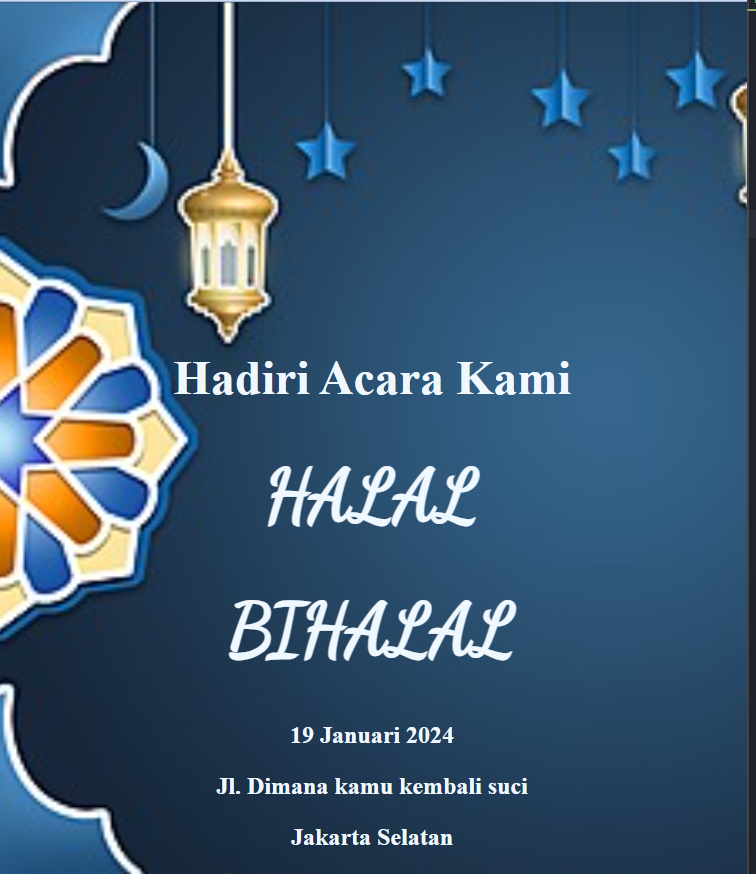 Hadiri Acara Kami
HALAL
BIHALAL
19 Januari 2024
Jl. Dimana kamu kembali suci
Jakarta Selatan